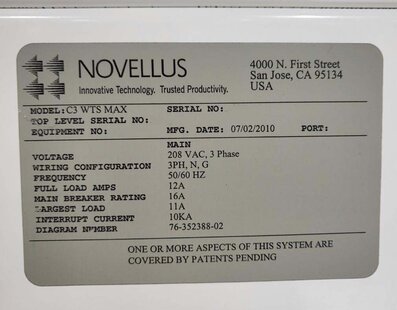 NOVELLUS
Innovative Technology. Trusted Productivity.
4000 N. First Street
San Jose, CA 95134
USA
MODEL: C3 WTS MAX SERIAL NO:
TOP LEVEL SERIAL NO:
EQUIPMENT NO: MFG. DATE: 07/02/2010 PORT:
MAIN
VOLTAGE 208 VAC, 3 Phase
WIRING CONFIGURATION 3PH, N, G
FREQUENCY 50/60 HZ
FULL LOAD AMPS 12A
MAIN BREAKER RATING 16A
LARGEST LOAD 11A
INTERRUPT CURRENT 10KA
DIAGRAM NUMBER 76-352388-02
ONE OR MORE ASPECTS OF THIS SYSTEM ARE
COVERED BY PATENTS PENDING